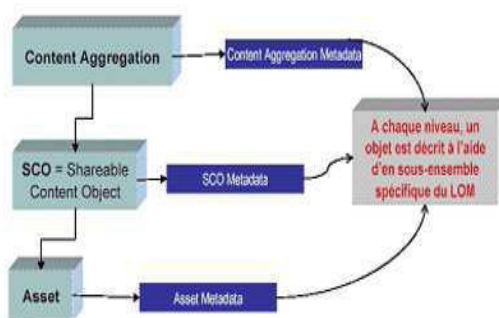 Content Aggregation
Content Aggregation Metadata
A chaque niveau, un
objet est décrit à l'aide
d'en sous-ensemble
spécifique du LOM
SCO = Shareable
Content Object
SCO Metadata
Asset
Asset Metadata